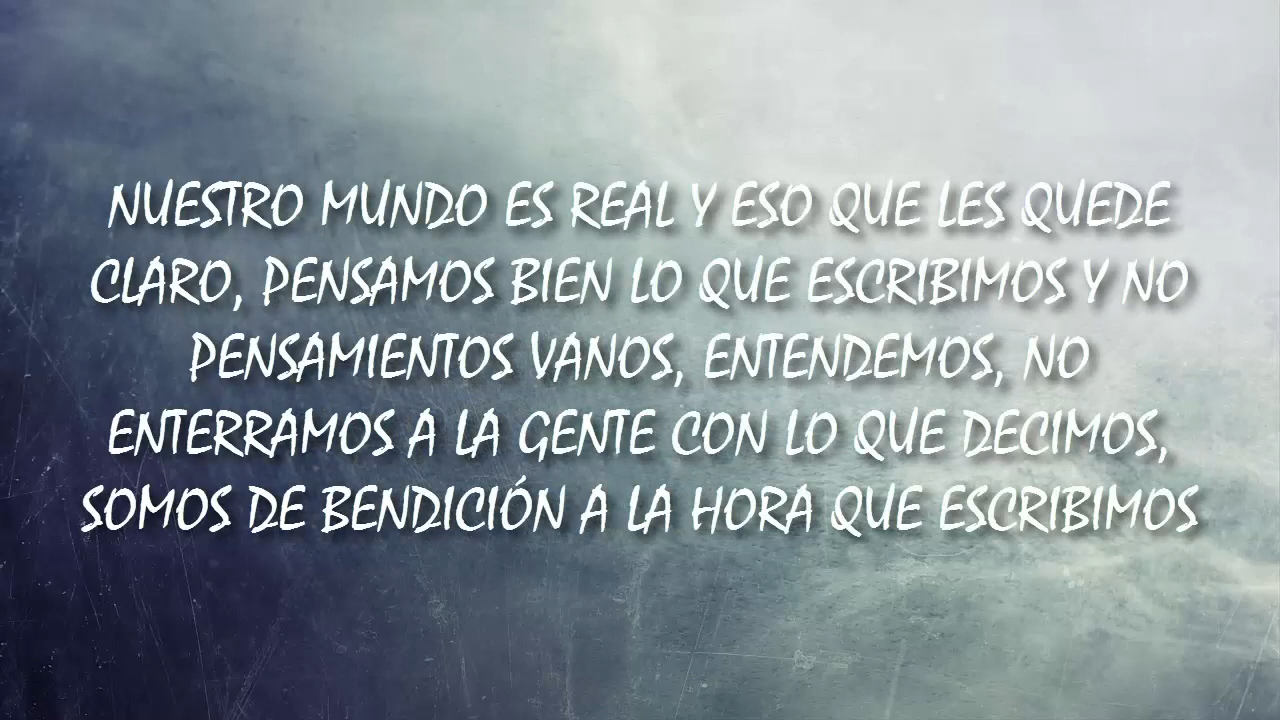 NUESTRO MUNDO ES REAL Y ESO QUE LES QUEDE
CLARO, PENSAMOS BIEN LO QUE ESCRIBIMOS Y NO
PENSAMIENTOS VANOS, ENTENDEMOS, NO
ENTERRAMOS A LA GENTE CON LO QUE DECIMOS,
SOMOS DE BENDICIÓN A LA HORA QUE ESCRIBIMOS